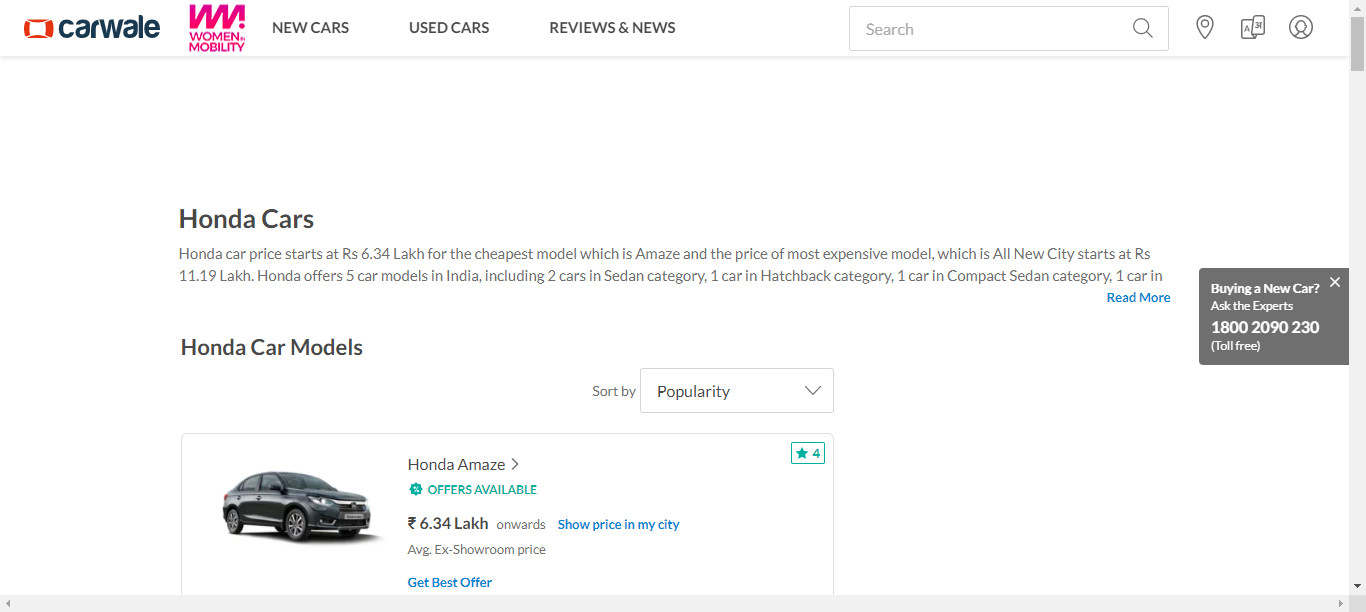 carwale
WOMEN IN
MOBILITY
NEW CARS
USED CARS
REVIEWS & NEWS
Search
Honda Cars
Honda car price starts at Rs 6.34 Lakh for the cheapest model which is Amaze and the price of most expensive model, which is All New City starts at Rs
11.19 Lakh. Honda offers 5 car models in India, including 2 cars in Sedan category, 1 car in Hatchback category, 1 car in Compact Sedan category, 1 car in
Read More
Buying a New Car?
Ask the Experts
1800 2090 230
(Toll free)
Honda Car Models
Sort by
Popularity
4
Honda Amaze
OFFERS AVAILABLE
₹ 6.34 Lakh onwards Show price in my city
Avg. Ex-Showroom price
Get Best Offer